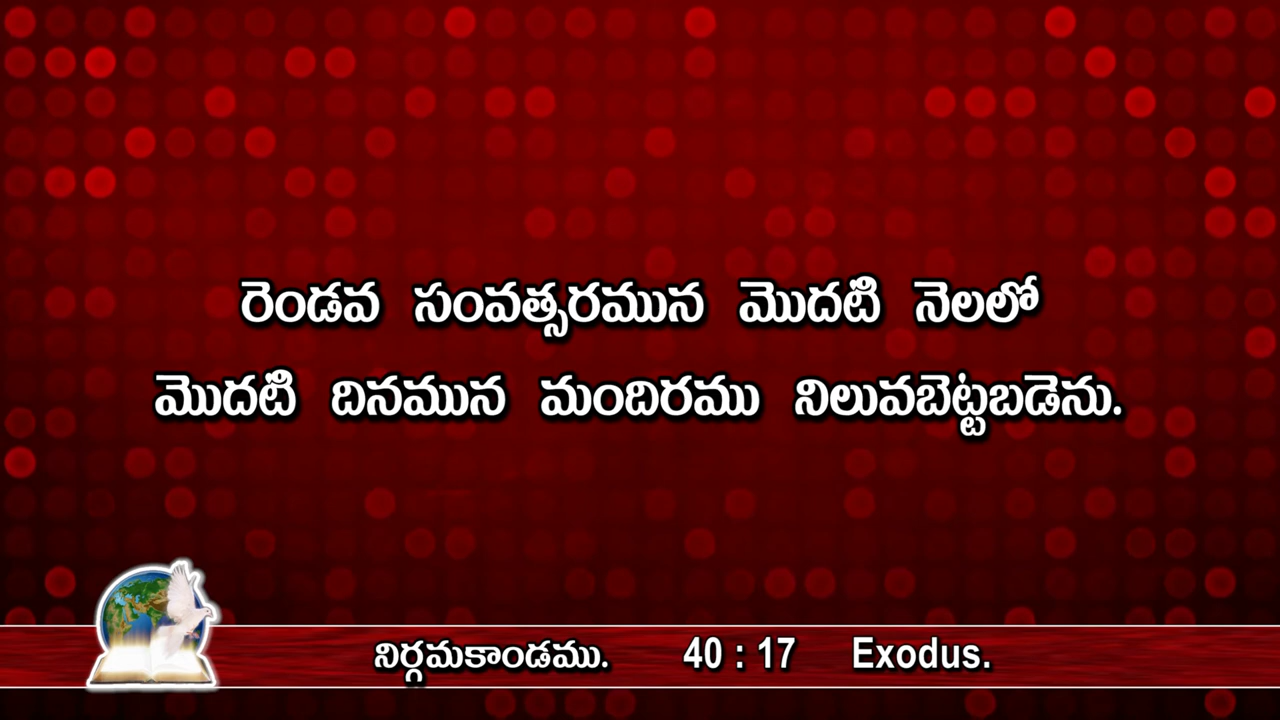 రెండవ సంవత్సరమున మొదటి నెలలో
మొదటి దినమున మందిరము నిలువబెట్టబడెను.
నిర్గమకాండము. 40 : 17 Exodus.